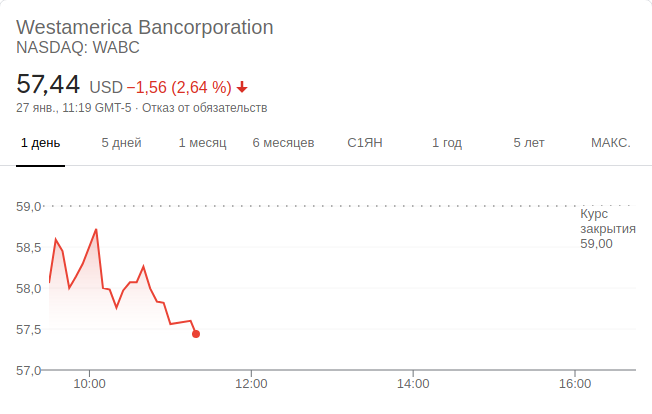 Westamerica Bancorporation
NASDAQ: WABC
57,44 USD −1,56 (2,64 %)
27 янв., 11:19 GMT-5 · Отказ от обязательств
1 день 5 дней 1 месяц 6 месяцев С1ЯН 1 год 5 лет МАКС.
59,0
Курс
закрытия
59,00
58,5
58,0
57,5
57,0
10:00 12:00 14:00 16:00